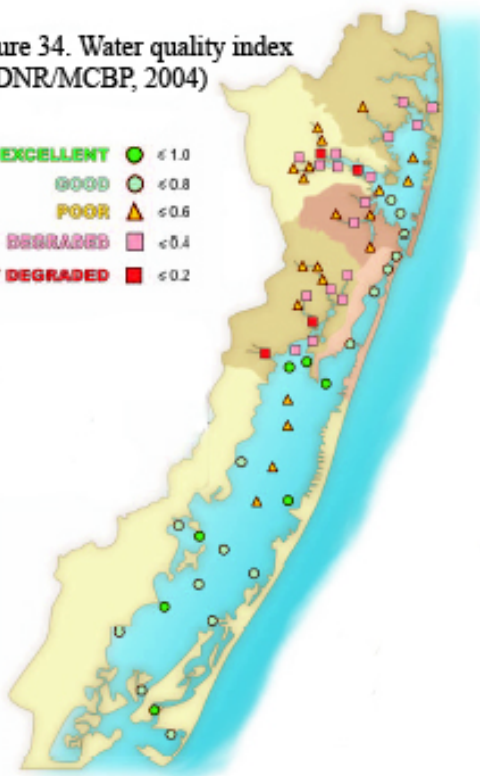 ure 34. Water quality index
DNR/MCBP, 2004)
EXCELLENT ≤ 1.0
GOOD ≤ 0.8
POOR ≤ 0.6
DEGRADED ≤ 0.4
DEGRADED ≤ 0.2